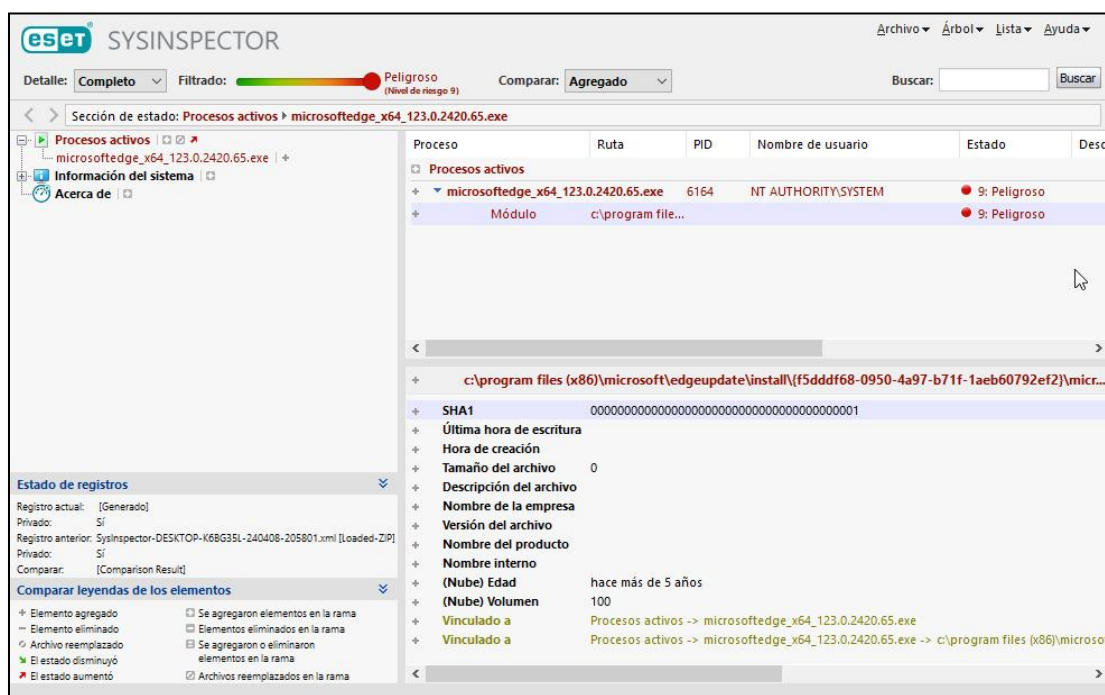 eset SYSINSPECTOR
Archivo Árbol Lista Ayuda
Detalle: Completo Filtrado: Peligroso (Nivel de riesgo 9) Comparar: Agregado Buscar: Buscar
Sección de estado: Procesos activos microsoftedge_x64_123.0.2420.65.exe
Procesos activos
microsoftedge_x64_123.0.2420.65.exe
Información del sistema
Acerca de
Proceso Ruta PID Nombre de usuario Estado Desc
Procesos activos
microsoftedge_x64_123.0.2420.65.exe 6164 NT AUTHORITY\SYSTEM 9: Peligroso
Módulo c:\program file... 9: Peligroso
c:\program files (x86)\microsoft\edgeupdate\install\{f5dddf68-0950-4a97-b71f-1aeb60792ef2}\micr...
SHA1 0000000000000000000000000000000000000001
Última hora de escritura
Hora de creación
Tamaño del archivo 0
Descripción del archivo
Nombre de la empresa
Versión del archivo
Nombre del producto
Nombre interno
(Nube) Edad hace más de 5 años
(Nube) Volumen 100
Vinculado a Procesos activos -> microsoftedge_x64_123.0.2420.65.exe
Vinculado a Procesos activos -> microsoftedge_x64_123.0.2420.65.exe -> c:\program files (x86)\microso
Estado de registros
Registro actual: [Generado]
Privado: Sí
Registro anterior: SysInspector-DESKTOP-K6BG35L-240408-205801.xml [Loaded-ZIP]
Privado: Sí
Comparar: [Comparison Result]
Comparar leyendas de los elementos
Elemento agregado
Elemento eliminado
Archivo reemplazado
El estado disminuyó
El estado aumentó
Se agregaron elementos en la rama
Elementos eliminados en la rama
Se agregaron o eliminaron
elementos en la rama
Archivos reemplazados en la rama